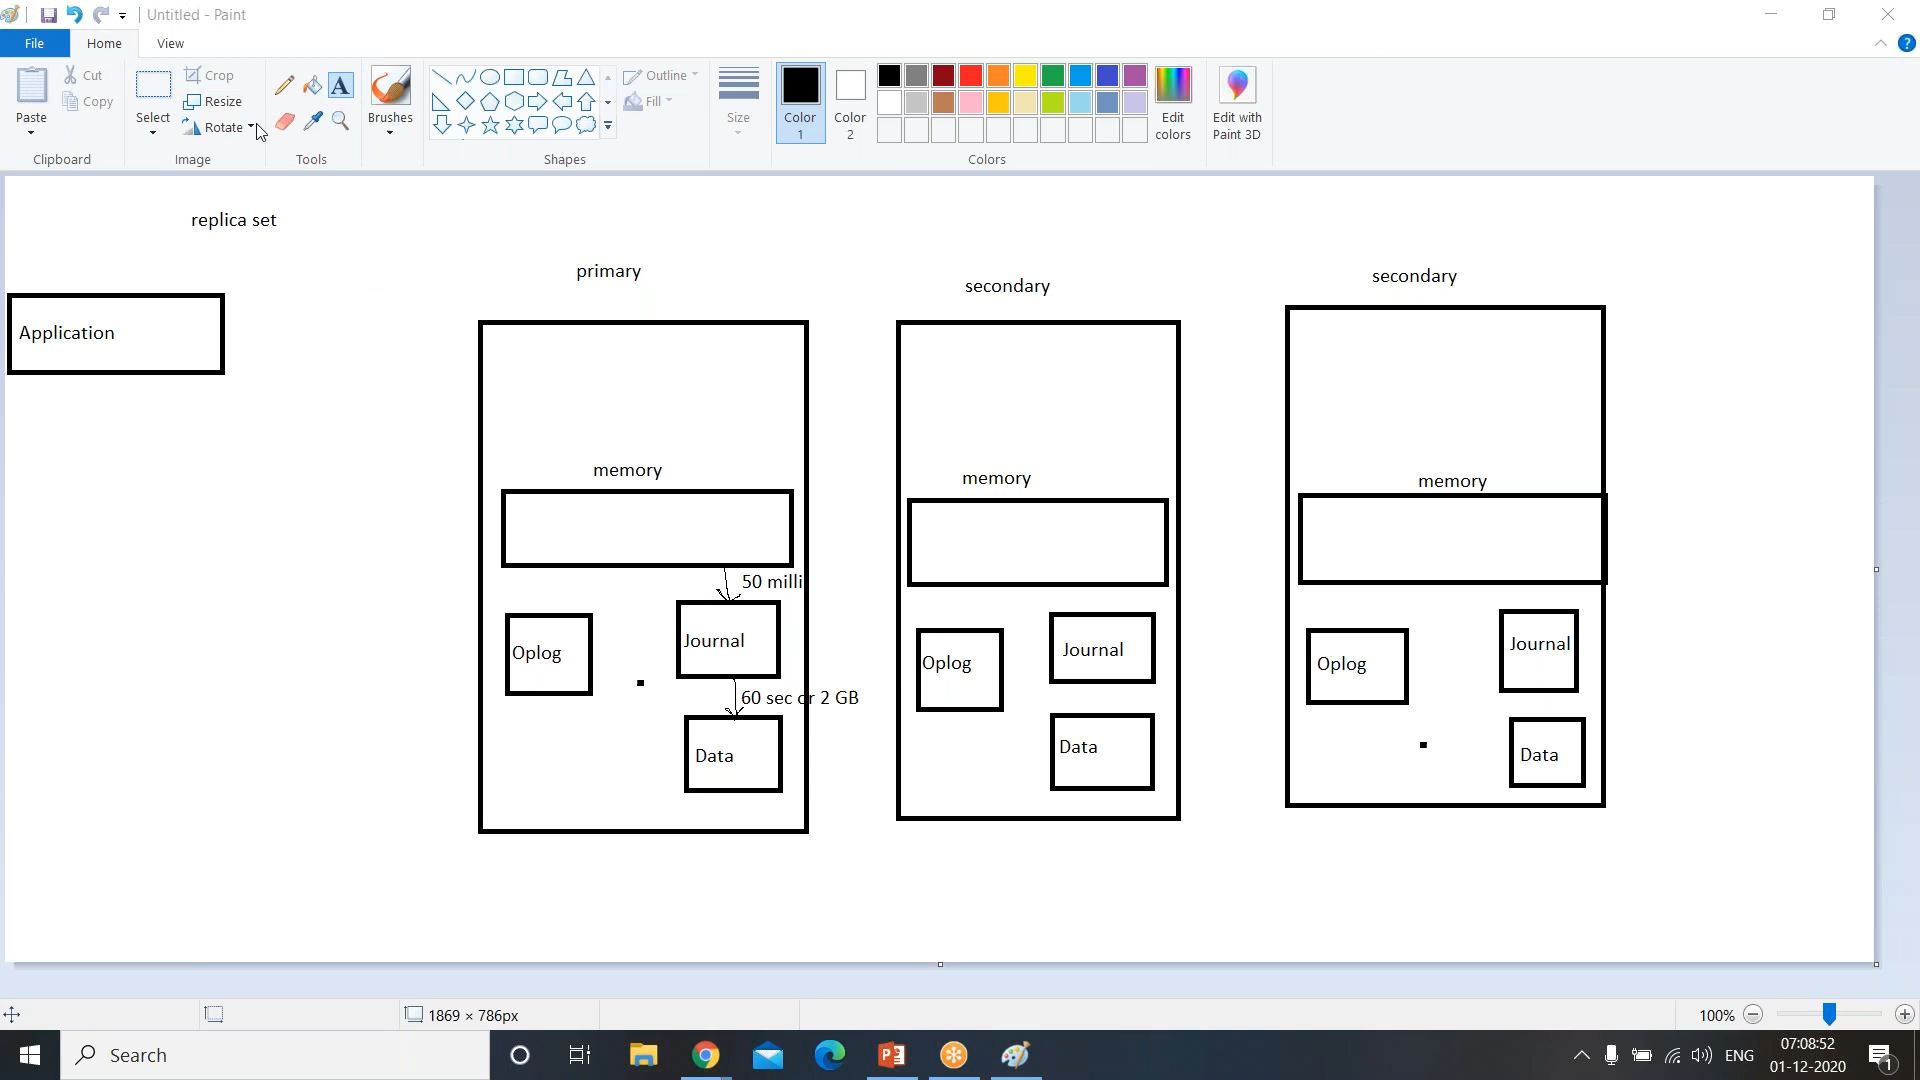 Untitled - Paint
File
Home
View
Paste
Cut
Copy
Clipboard
Select
Crop
Resize
Rotate
Image
A
Tools
Brushes
Shapes
Outline
Fill
Size
Color 1
Color 2
Edit colors
Colors
Edit with Paint 3D
replica set
primary
secondary
secondary
Application
memory
memory
memory
50 milli
Oplog
Journal
Oplog
Journal
Oplog
Journal
60 sec or 2 GB
Data
Data
Data
1869 × 786px
100%
Search
ENG
07:08:52
01-12-2020
1